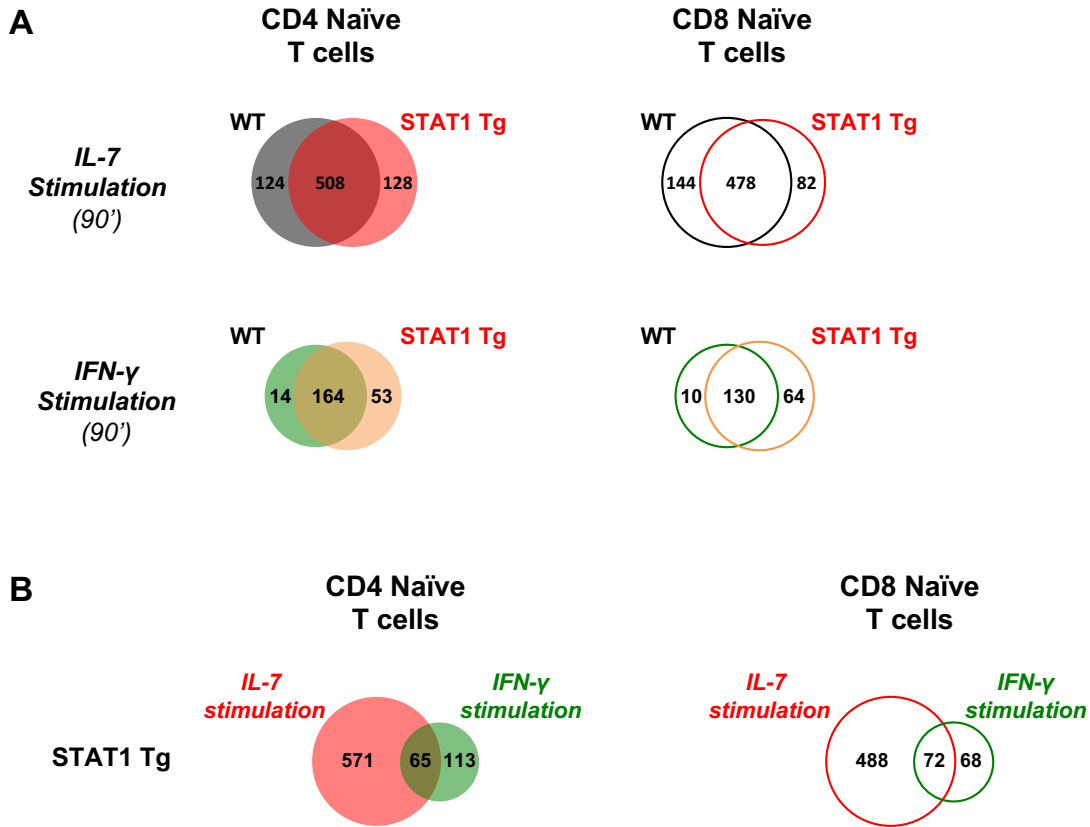 A
CD4 Naïve
T cells
CD8 Naïve
T cells
IL-7
Stimulation
(90’)
WT
STAT1 Tg
124
508
128
WT
STAT1 Tg
144
478
82
IFN-γ
Stimulation
(90’)
WT
STAT1 Tg
14
164
53
WT
STAT1 Tg
10
130
64
B
CD4 Naïve
T cells
CD8 Naïve
T cells
STAT1 Tg
IL-7
stimulation
IFN-γ
stimulation
571
65
113
IL-7
stimulation
IFN-γ
stimulation
488
72
68